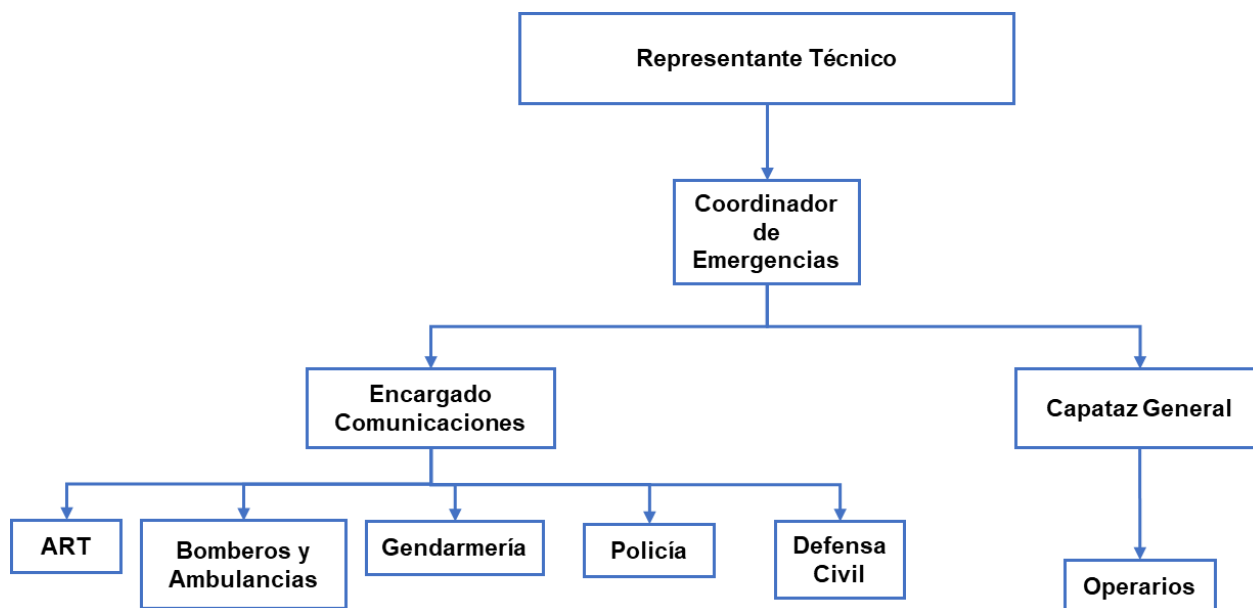 Representante Técnico
Coordinador
de
Emergencias
Encargado
Comunicaciones
Capataz General
ART
Bomberos y
Ambulancias
Gendarmería
Policía
Defensa
Civil
Operarios